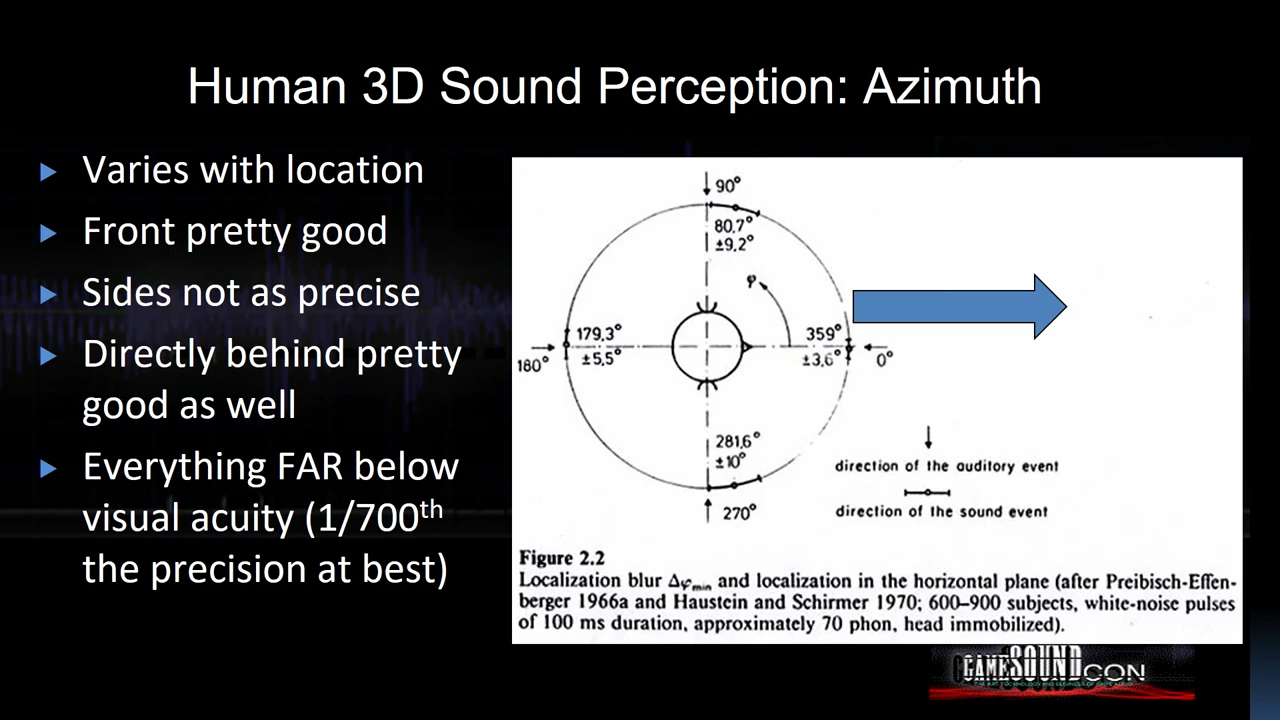 Human 3D Sound Perception: Azimuth
Varies with location
Front pretty good
Sides not as precise
Directly behind pretty
good as well
Everything FAR below
visual acuity (1/700th
the precision at best)
90°
80,7°
±9,2°
φ
179,3°
±5,5°
180°
359°
±3,6°
0°
281,6°
±10°
270°
direction of the auditory event
direction of the sound event
Figure 2.2
Localization blur Δφmin and localization in the horizontal plane (after Preibisch-Effen-
berger 1966a and Haustein and Schirmer 1970; 600–900 subjects, white-noise pulses
of 100 ms duration, approximately 70 phon, head immobilized).
GAMESOUNDCON